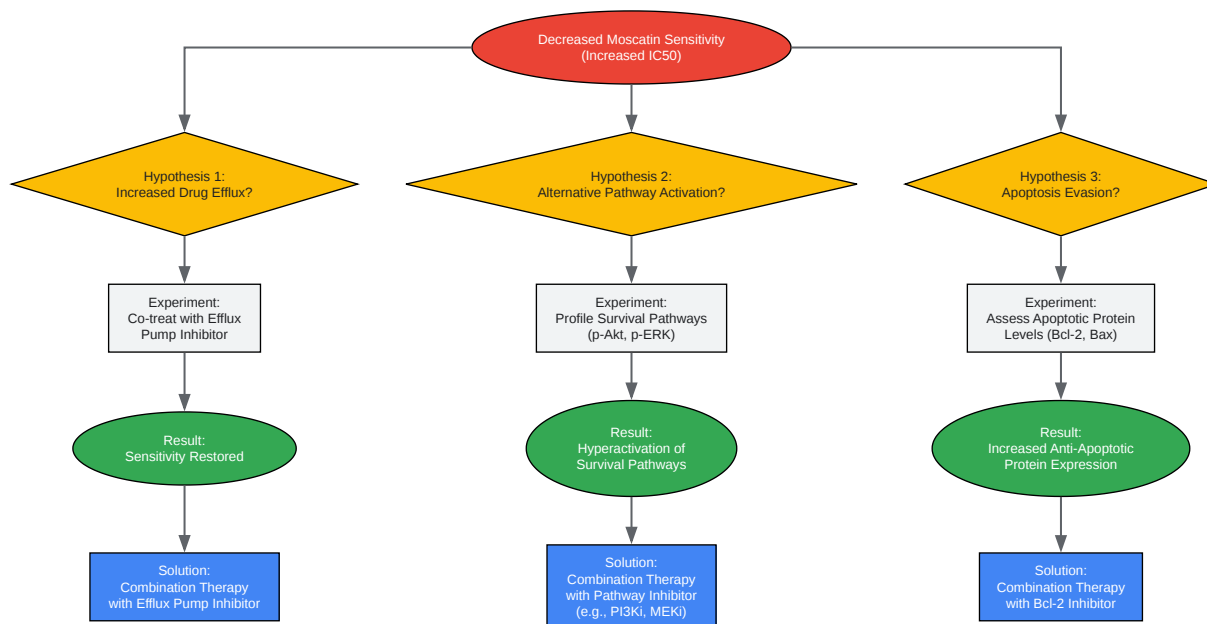 Decreased Moscatin Sensitivity
(Increased IC50)
Hypothesis 1:
Increased Drug Efflux?
Hypothesis 2:
Alternative Pathway Activation?
Hypothesis 3:
Apoptosis Evasion?
Experiment:
Co-treat with Efflux
Pump Inhibitor
Experiment:
Profile Survival Pathways
(p-Akt, p-ERK)
Experiment:
Assess Apoptotic Protein
Levels (Bcl-2, Bax)
Result:
Sensitivity Restored
Result:
Hyperactivation of
Survival Pathways
Result:
Increased Anti-Apoptotic
Protein Expression
Solution:
Combination Therapy
with Efflux Pump Inhibitor
Solution:
Combination Therapy
with Pathway Inhibitor
(e.g., PI3Ki, MEKi)
Solution:
Combination Therapy
with Bcl-2 Inhibitor